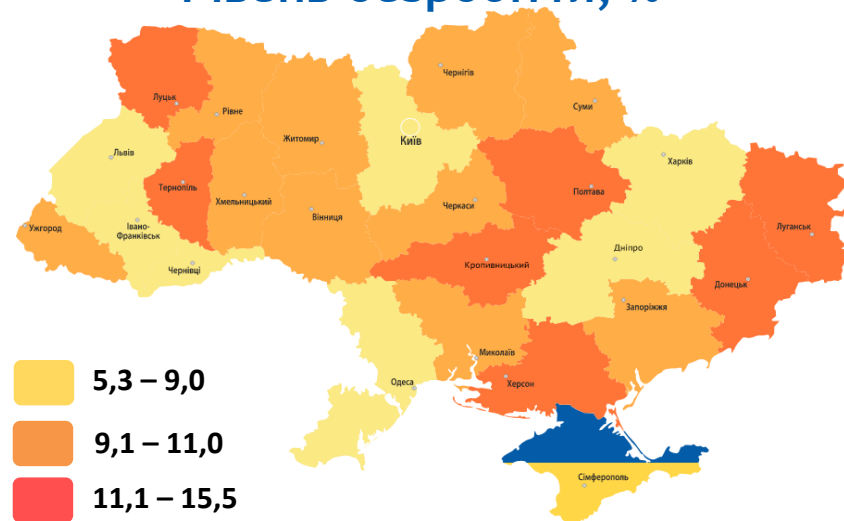 Рівень безробіття, %
Чернігів
Луцьк
Суми
Рівне
Житомир
Київ
Львів
Харків
Тернопіль
Полтава
Хмельницький
Черкаси
Вінниця
Ужгород
Івано-
Франківськ
Луганськ
Дніпро
Чернівці
Кропивницький
Донецьк
Запоріжжя
Миколаїв
5,3 – 9,0
Одеса
Херсон
9,1 – 11,0
Сімферополь
11,1 – 15,5